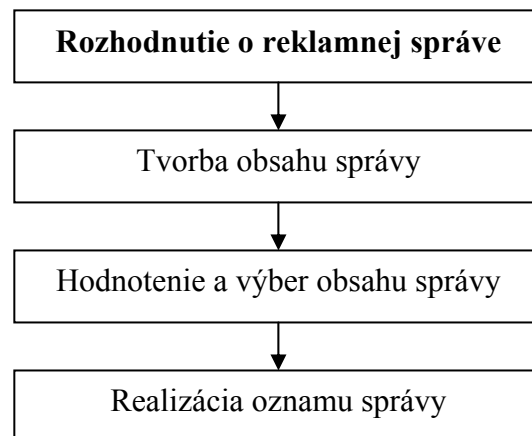 Rozhodnutie o reklamnej správe
Tvorba obsahu správy
Hodnotenie a výber obsahu správy
Realizácia oznamu správy